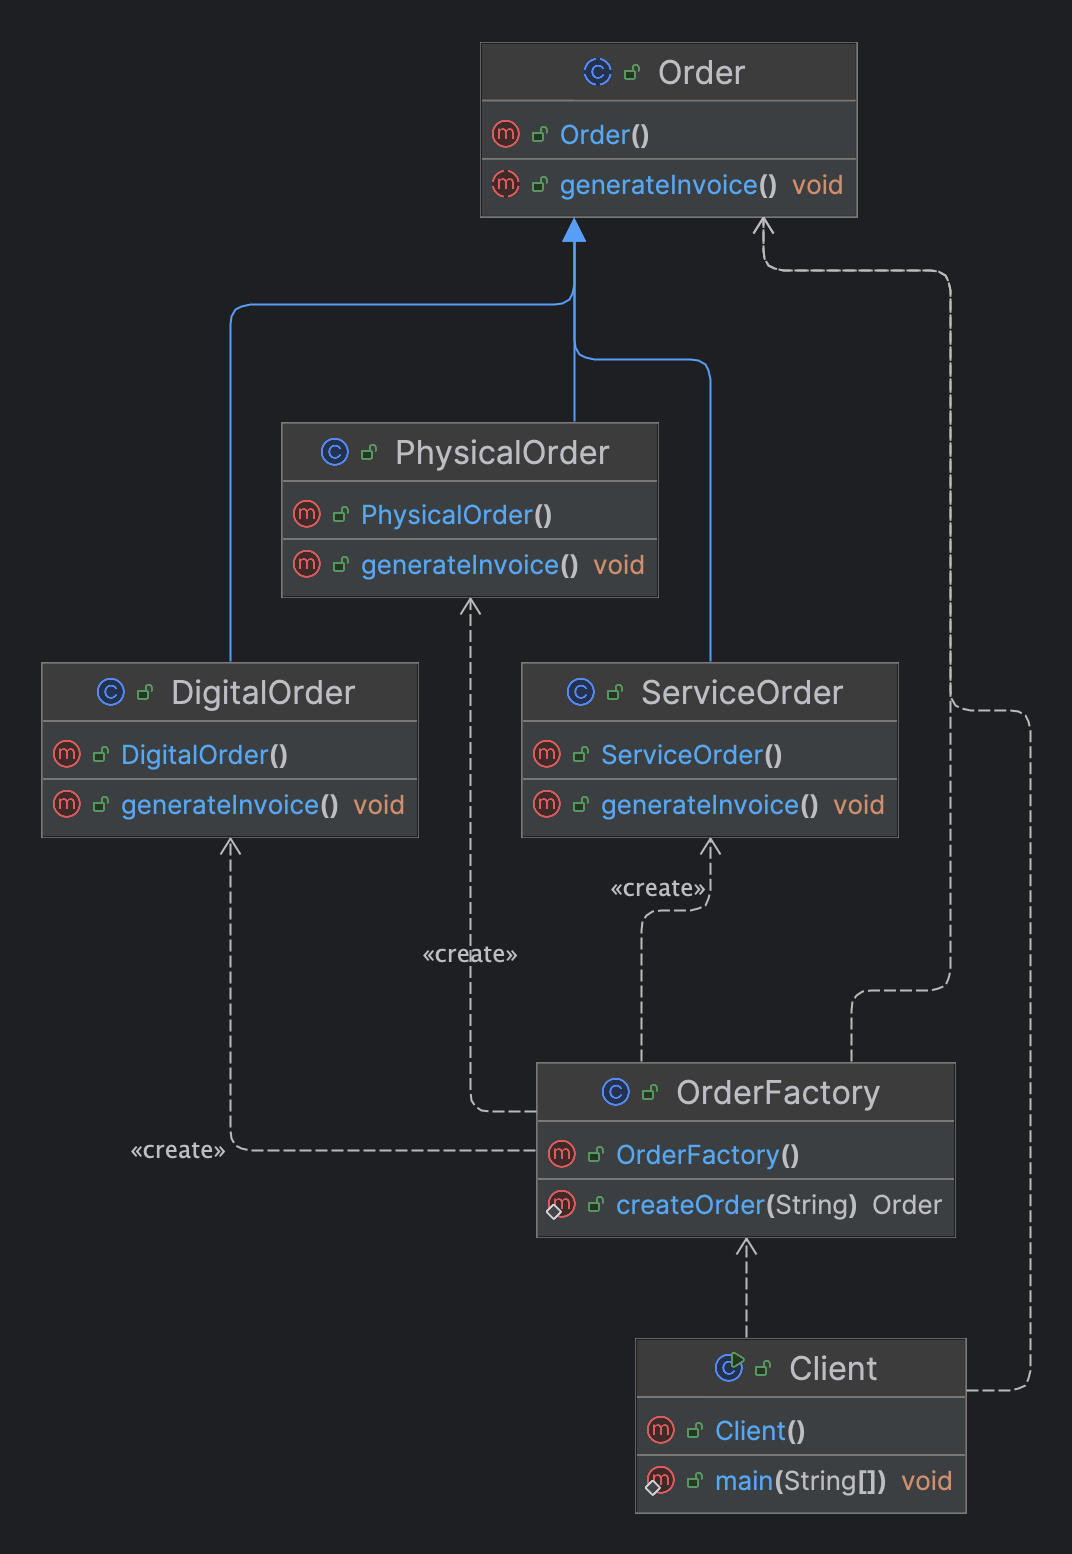 Order
Order()
generateInvoice() void
PhysicalOrder
PhysicalOrder()
generateInvoice() void
DigitalOrder
DigitalOrder()
generateInvoice() void
ServiceOrder
ServiceOrder()
generateInvoice() void
«create»
«create»
«create»
OrderFactory
OrderFactory()
createOrder(String) Order
Client
Client()
main(String[]) void